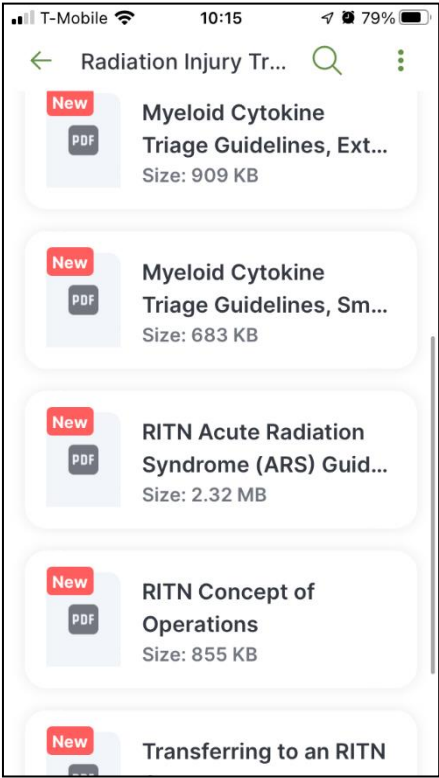 T-Mobile 10:15 79%
Radiation Injury Tr...
New
PDF
Myeloid Cytokine
Triage Guidelines, Ext...
Size: 909 KB
New
PDF
Myeloid Cytokine
Triage Guidelines, Sm...
Size: 683 KB
New
PDF
RITN Acute Radiation
Syndrome (ARS) Guid...
Size: 2.32 MB
New
PDF
RITN Concept of
Operations
Size: 855 KB
New
Transferring to an RITN